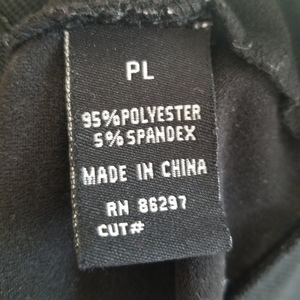 PL
95%POLYESTER
5%SPANDEX
MADE IN CHINA
RN 86297
CUT#